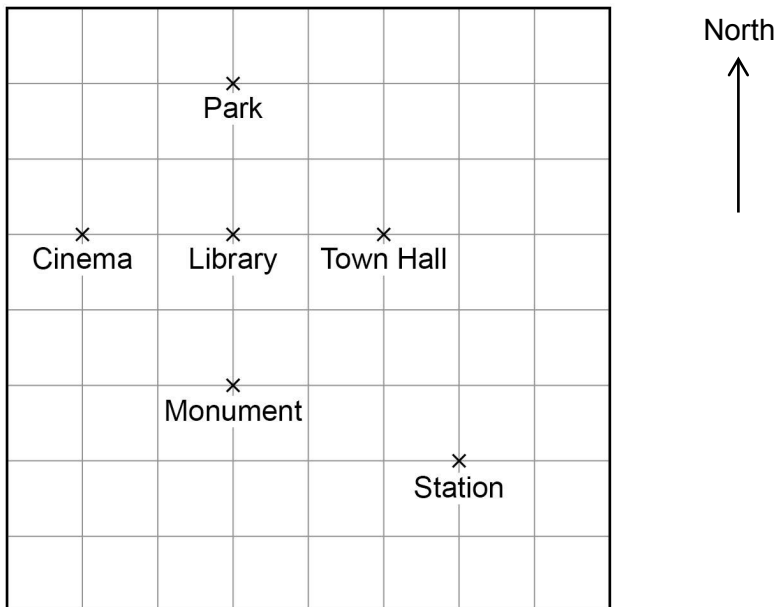 North
Park
Cinema
Library
Town Hall
Monument
Station